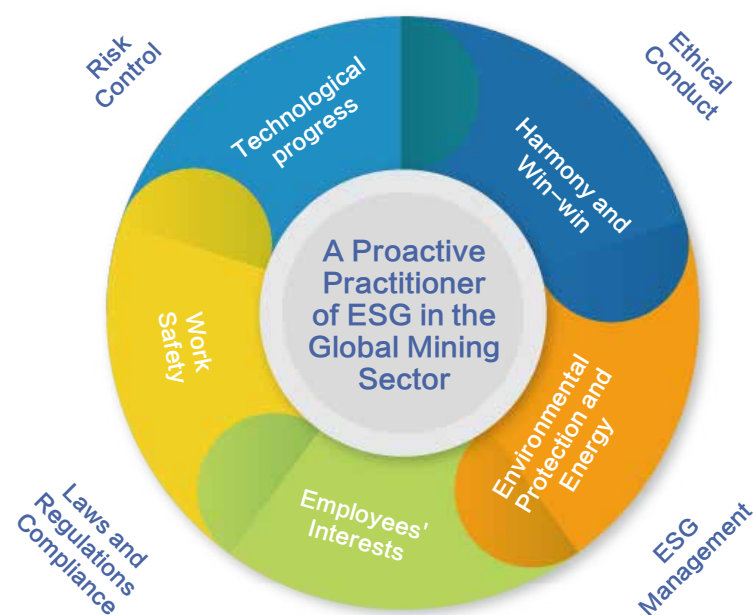 Risk
Control
Ethical
Conduct
Technological
progress
Harmony and
Win-win
A Proactive
Practitioner
of ESG in the
Global Mining
Sector
Work
Safety
Environmental
Protection and
Energy
Employees'
Interests
Laws and
Regulations
Compliance
ESG
Management